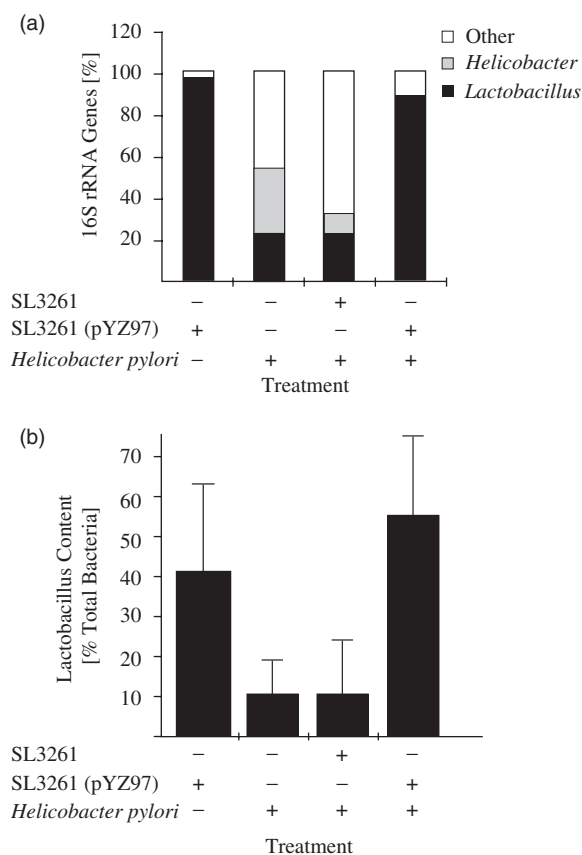 (a)
Other
Helicobacter
Lactobacillus
16S rRNA Genes [%]
120
100
80
60
40
20
SL3261 – – + –
SL3261 (pYZ97) + – – +
Helicobacter pylori – + + +
Treatment
(b)
Lactobacillus Content
[% Total Bacteria]
70
60
50
40
30
20
10
SL3261 – – + –
SL3261 (pYZ97) + – – +
Helicobacter pylori – + + +
Treatment